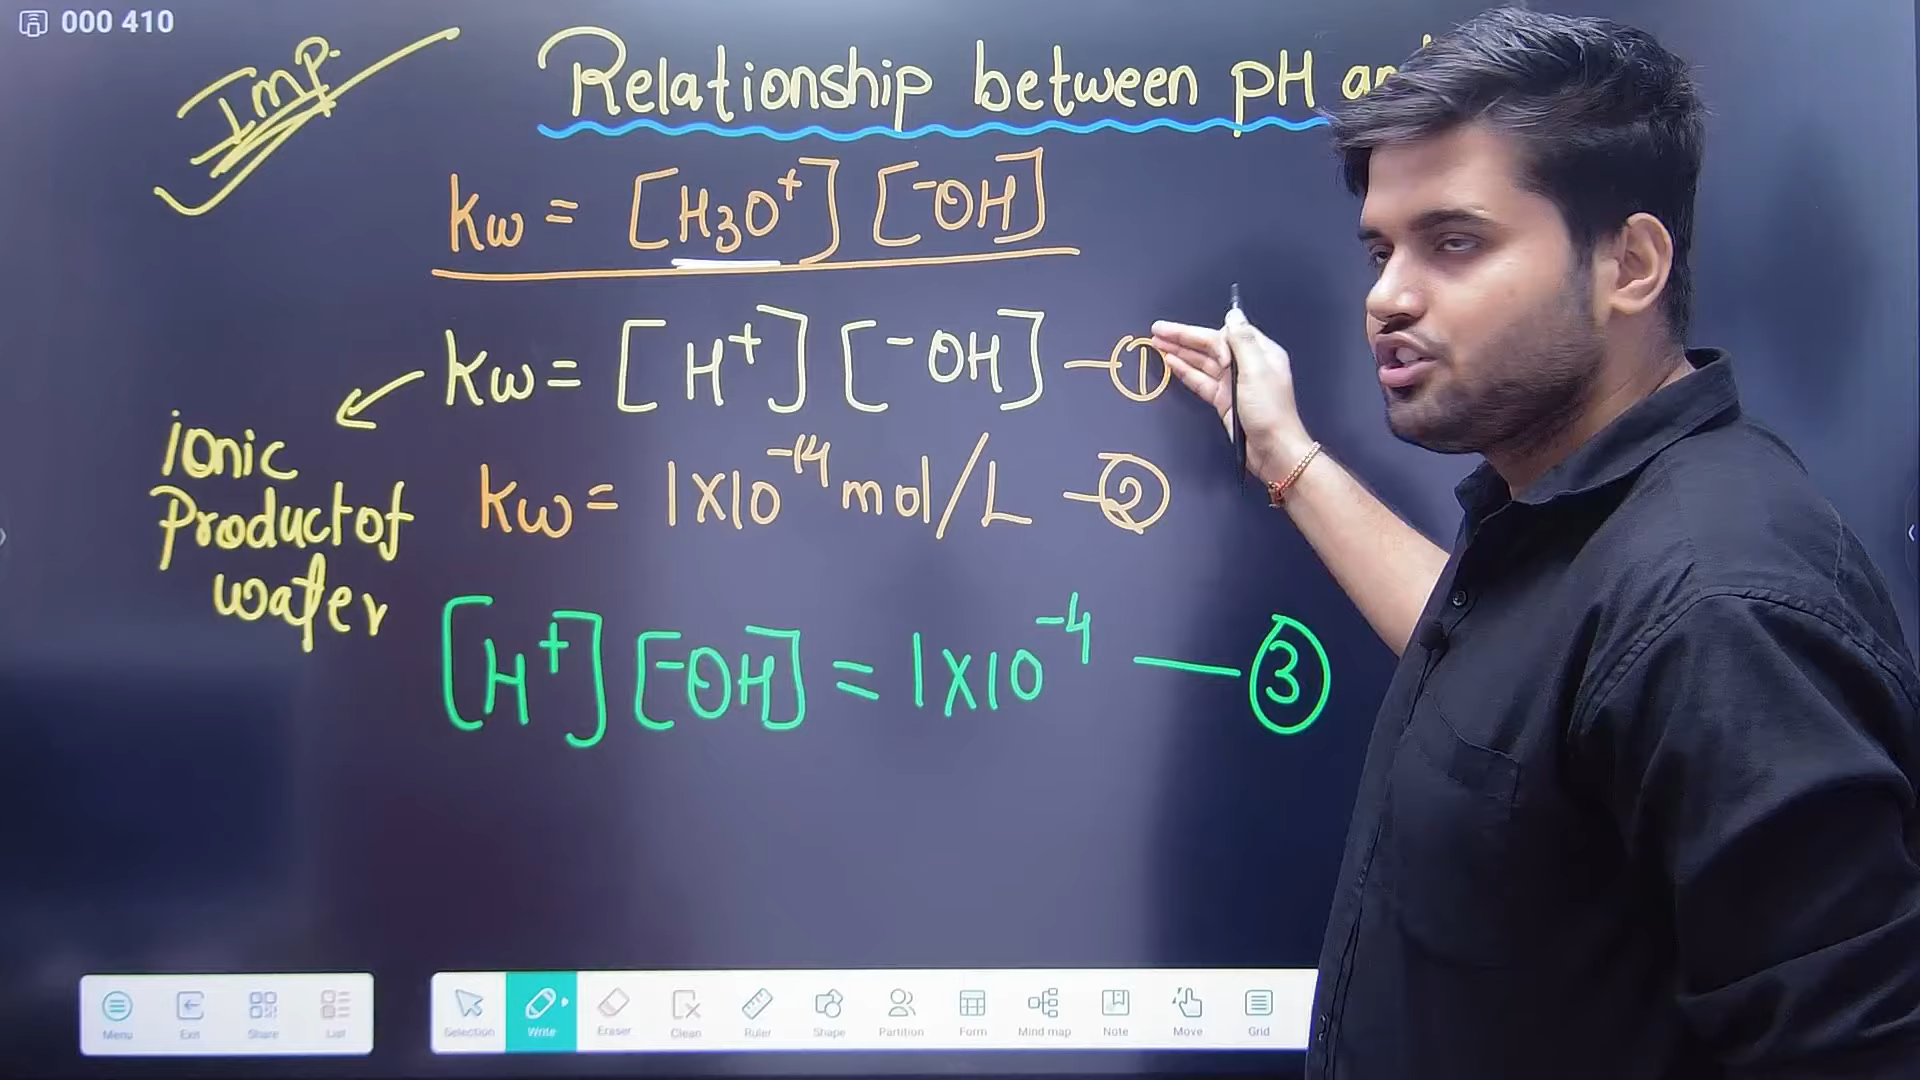 000 410
Imp.
Relationship between pH an
kw = [H3O+] [-OH]
kw = [H+] [-OH] —①
ionic
Product of
water
kw = 1x10-14 mol/L —②
[H+] [-OH] = 1x10-4 — ③
Menu Exit Share List
Selection Write Eraser Clean Ruler Shape Partition Form Mind map Note Move Grid